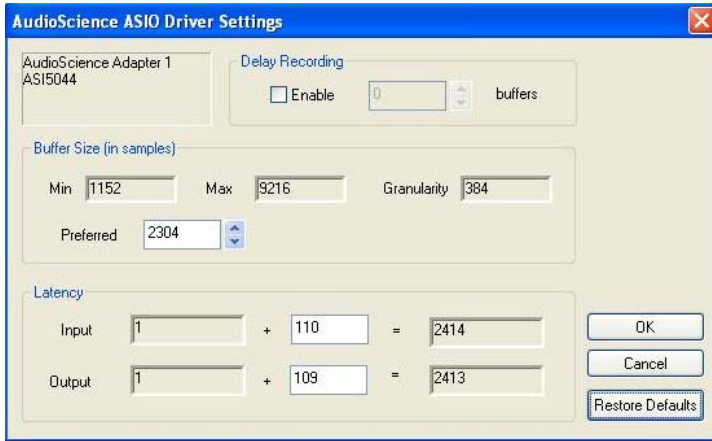 AudioScience ASIO Driver Settings
AudioScience Adapter 1
ASI5044
Delay Recording
Enable 0 buffers
Buffer Size (in samples)
Min 1152 Max 9216 Granularity 384
Preferred 2304
Latency
Input 1 + 110 = 2414
Output 1 + 109 = 2413
OK
Cancel
Restore Defaults